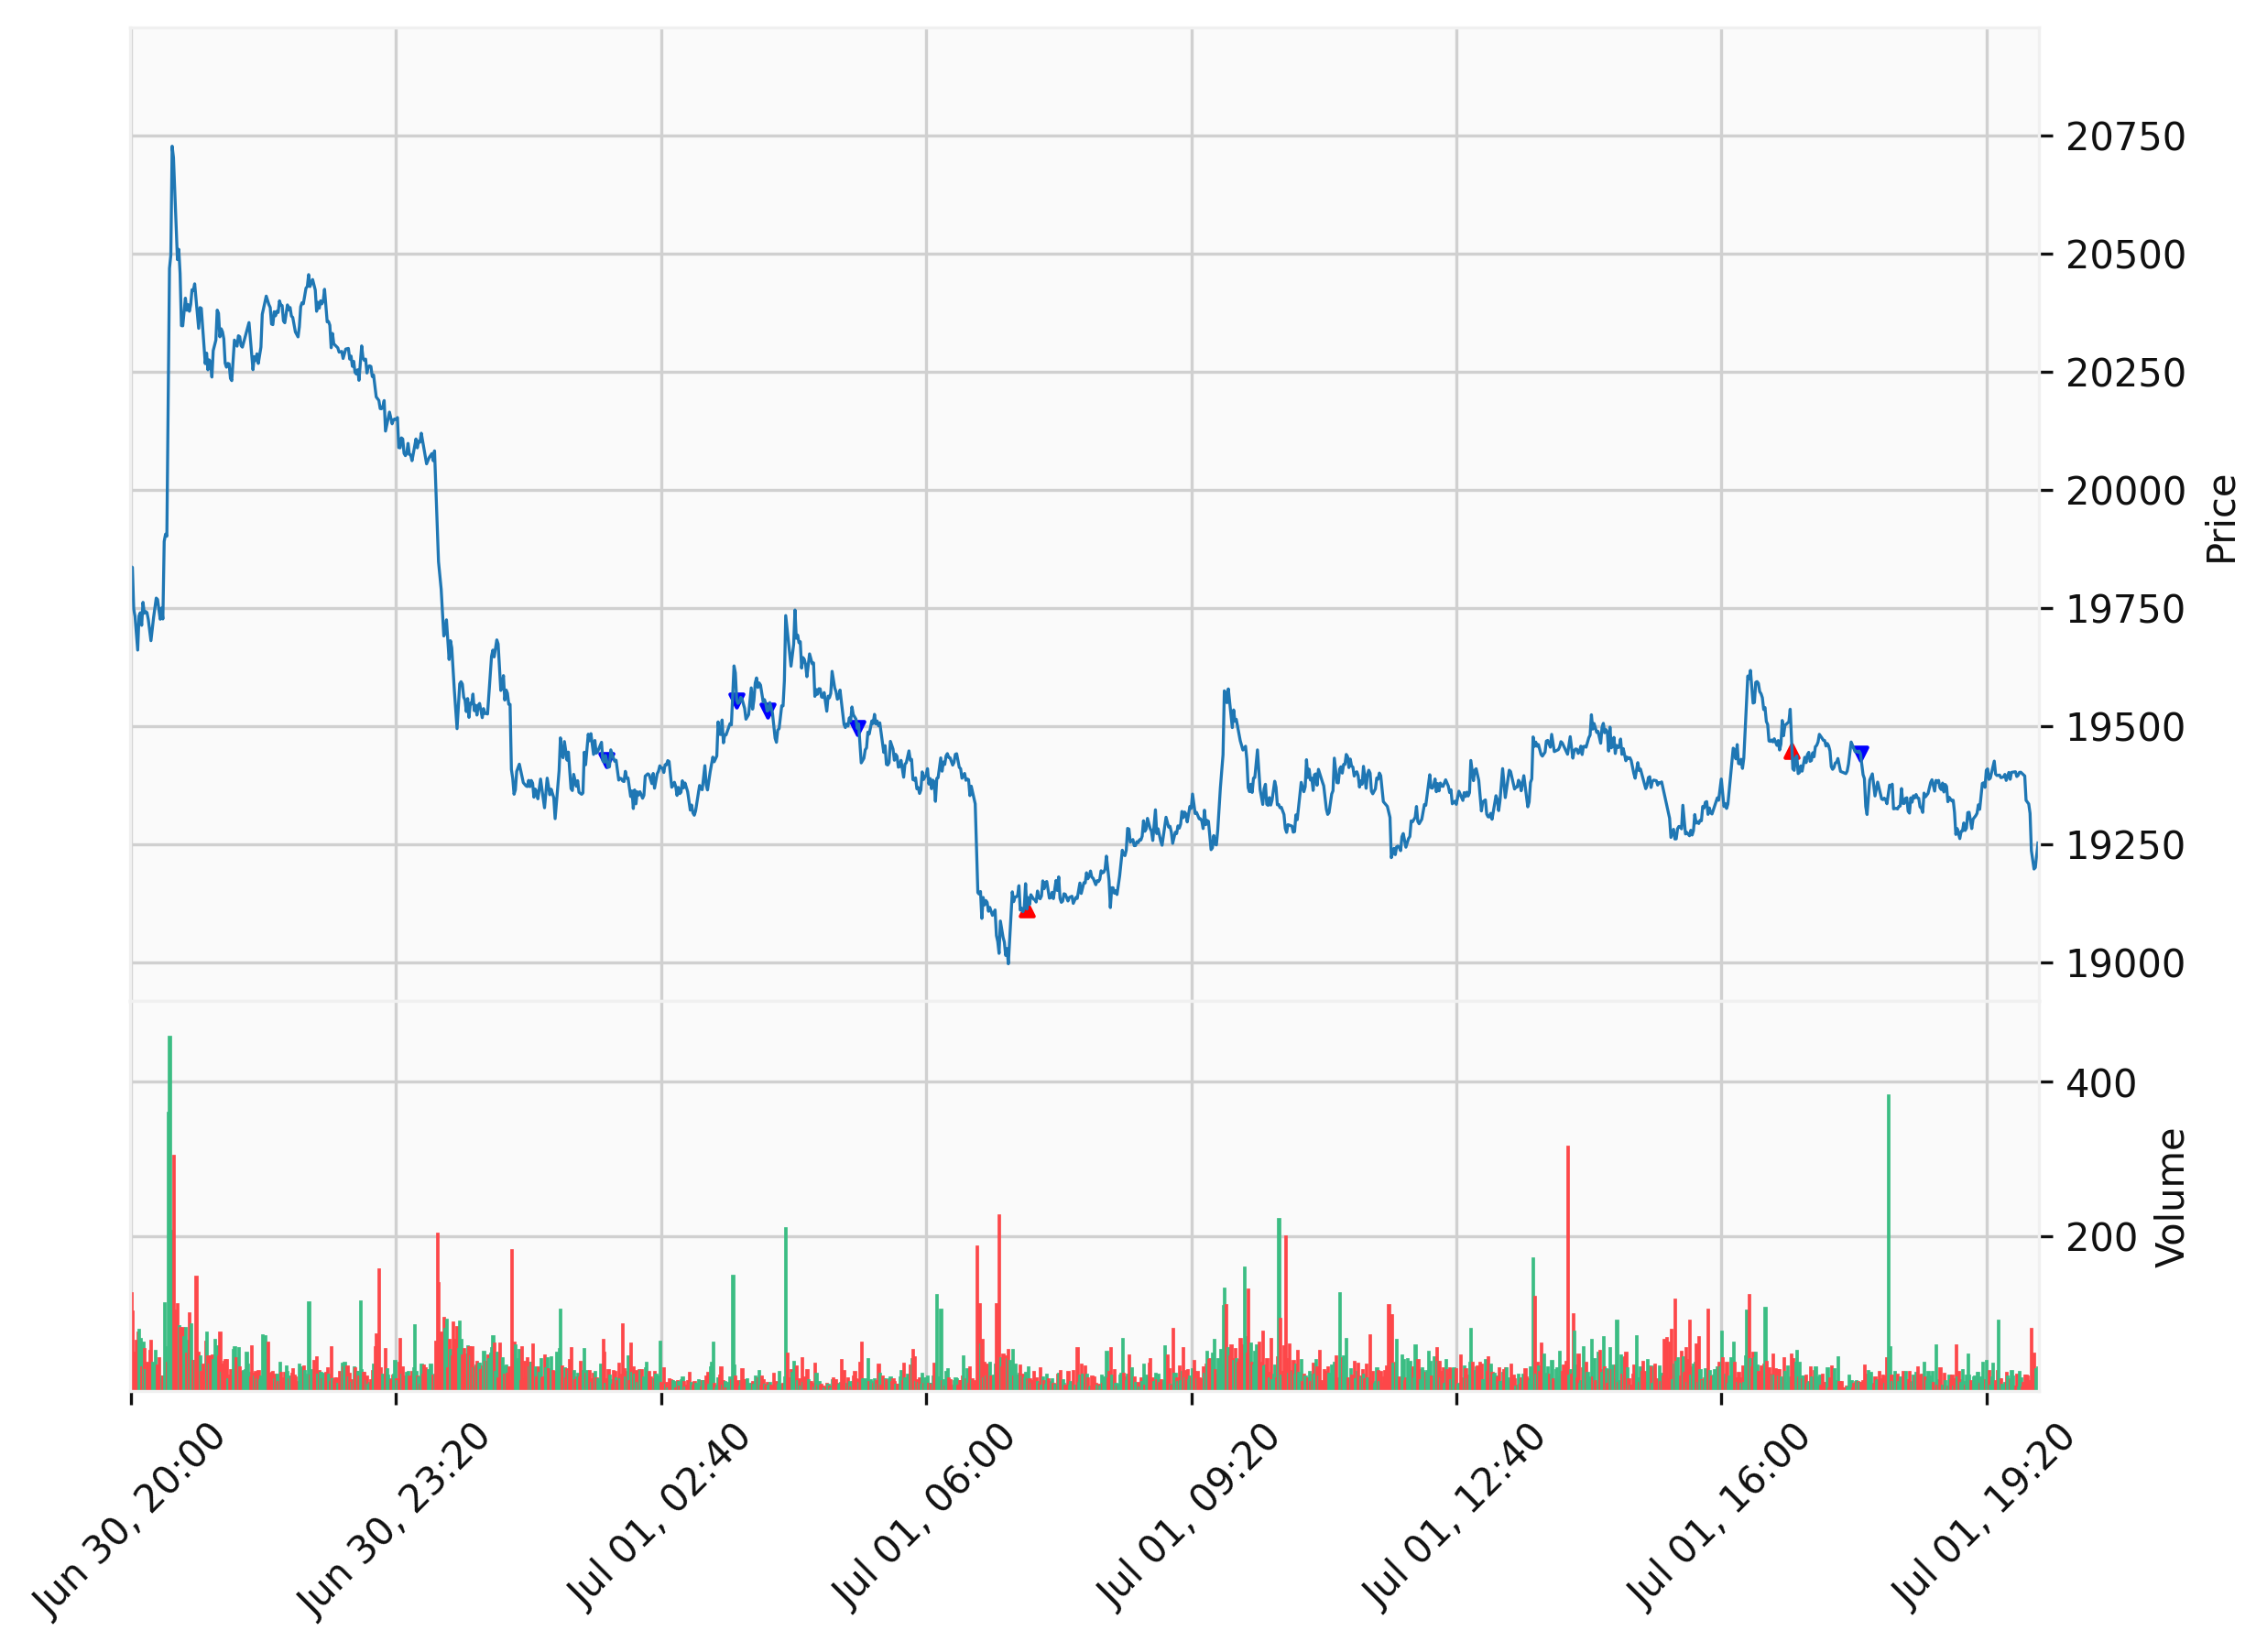 20750
20500
20250
20000
19750
19500
19250
19000
Price
400
200
Volume
Jun 30, 20:00
Jun 30, 23:20
Jul 01, 02:40
Jul 01, 06:00
Jul 01, 09:20
Jul 01, 12:40
Jul 01, 16:00
Jul 01, 19:20